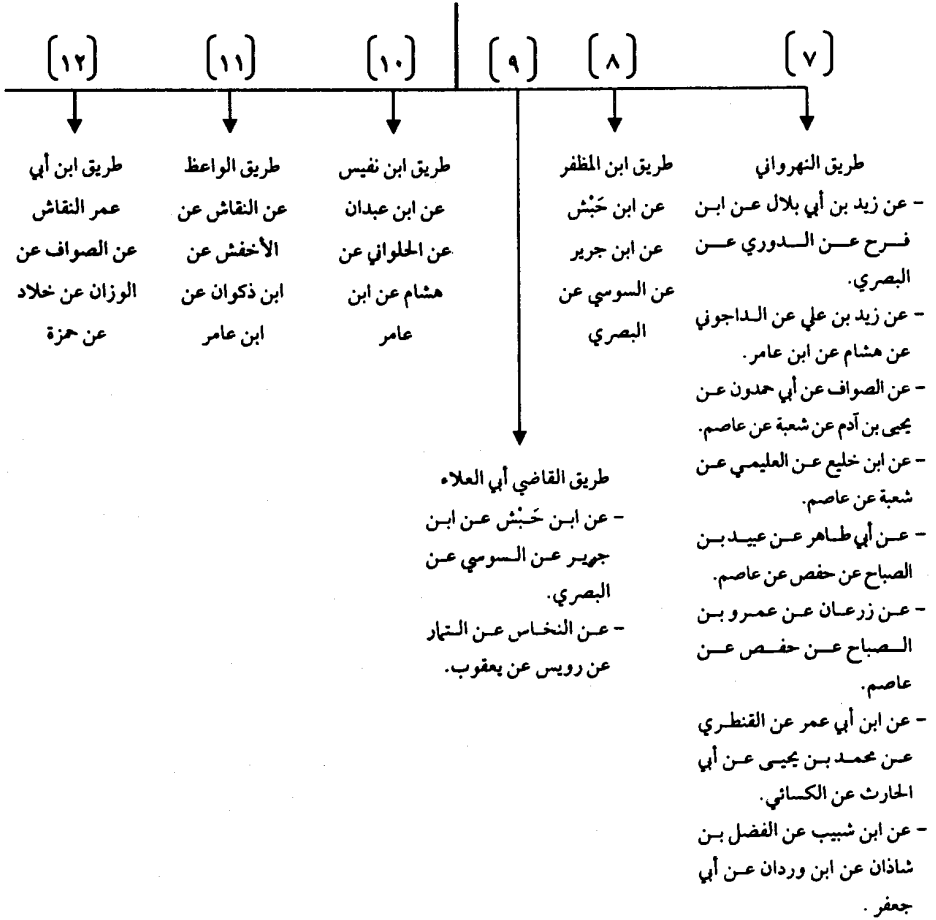 [٧]
طريق النهرواني
- عن زيد بن أبي بلال عن ابن
فرح عن الدوري عن
البصري.
- عن زيد بن علي عن الداجوني
عن هشام عن ابن عامر.
- عن الصواف عن أبي حمدون عن
يحيى بن آدم عن شعبة عن عاصم.
- عن ابن خليع عن العليمي عن
شعبة عن عاصم.
- عن أبي طاهر عن عبيد بن
الصباح عن حفص عن عاصم.
- عن زرعان عن عمرو بن
الصباح عن حفص عن
عاصم.
- عن ابن أبي عمر عن القنطري
عن محمد بن يحيى عن أبي
الحارث عن الكسائي.
- عن ابن شبيب عن الفضل بن
شاذان عن ابن وردان عن أبي
جعفر .
[٨]
طريق ابن المظفر
عن ابن حَبْش
عن ابن جرير
عن السوسي عن
البصري
[٩]
طريق القاضي أبي العلاء
- عن ابن حَبْش عن ابن
جرير عن السوسي عن
البصري.
- عن النخاس عن التمار
عن رويس عن يعقوب.
[١٠]
طريق ابن نفيس
عن ابن عبدان
عن الحلواني عن
هشام عن ابن
عامر
[١١]
طريق الواعظ
عن النقاش عن
الأخفش عن
ابن ذكوان عن
ابن عامر
[١٢]
طريق ابن أبي
عمر النقاش
عن الصواف عن
الوزان عن خلاد
عن حمزة